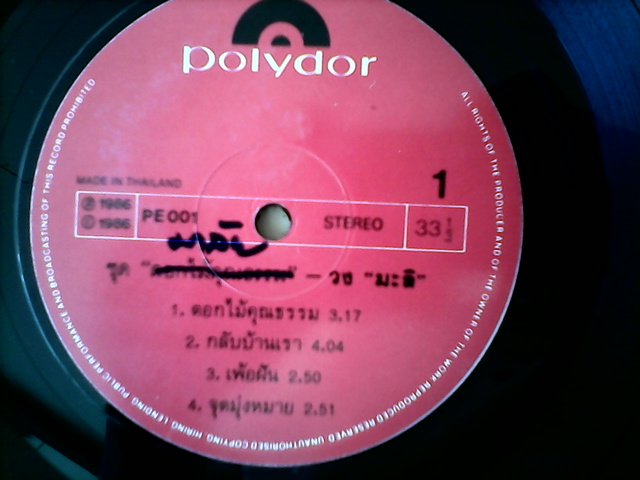 polydor
MADE IN THAILAND
1
℗ 1986
© 1986
PE 001
STEREO
33 1/3
มะลิ
ชุด "ดอกไม้คุณธรรม" – วง "มะลิ"
1. ดอกไม้คุณธรรม 3.17
2. กลับบ้านเรา 4.04
3. เพ้อฝัน 2.50
4. จุดมุ่งหมาย 2.51
ALL RIGHTS OF THE PRODUCER AND OF THE OWNER OF THE WORK REPRODUCED RESERVED. UNAUTHORISED COPYING, HIRING, LENDING, PUBLIC PERFORMANCE AND BROADCASTING OF THIS RECORD PROHIBITED